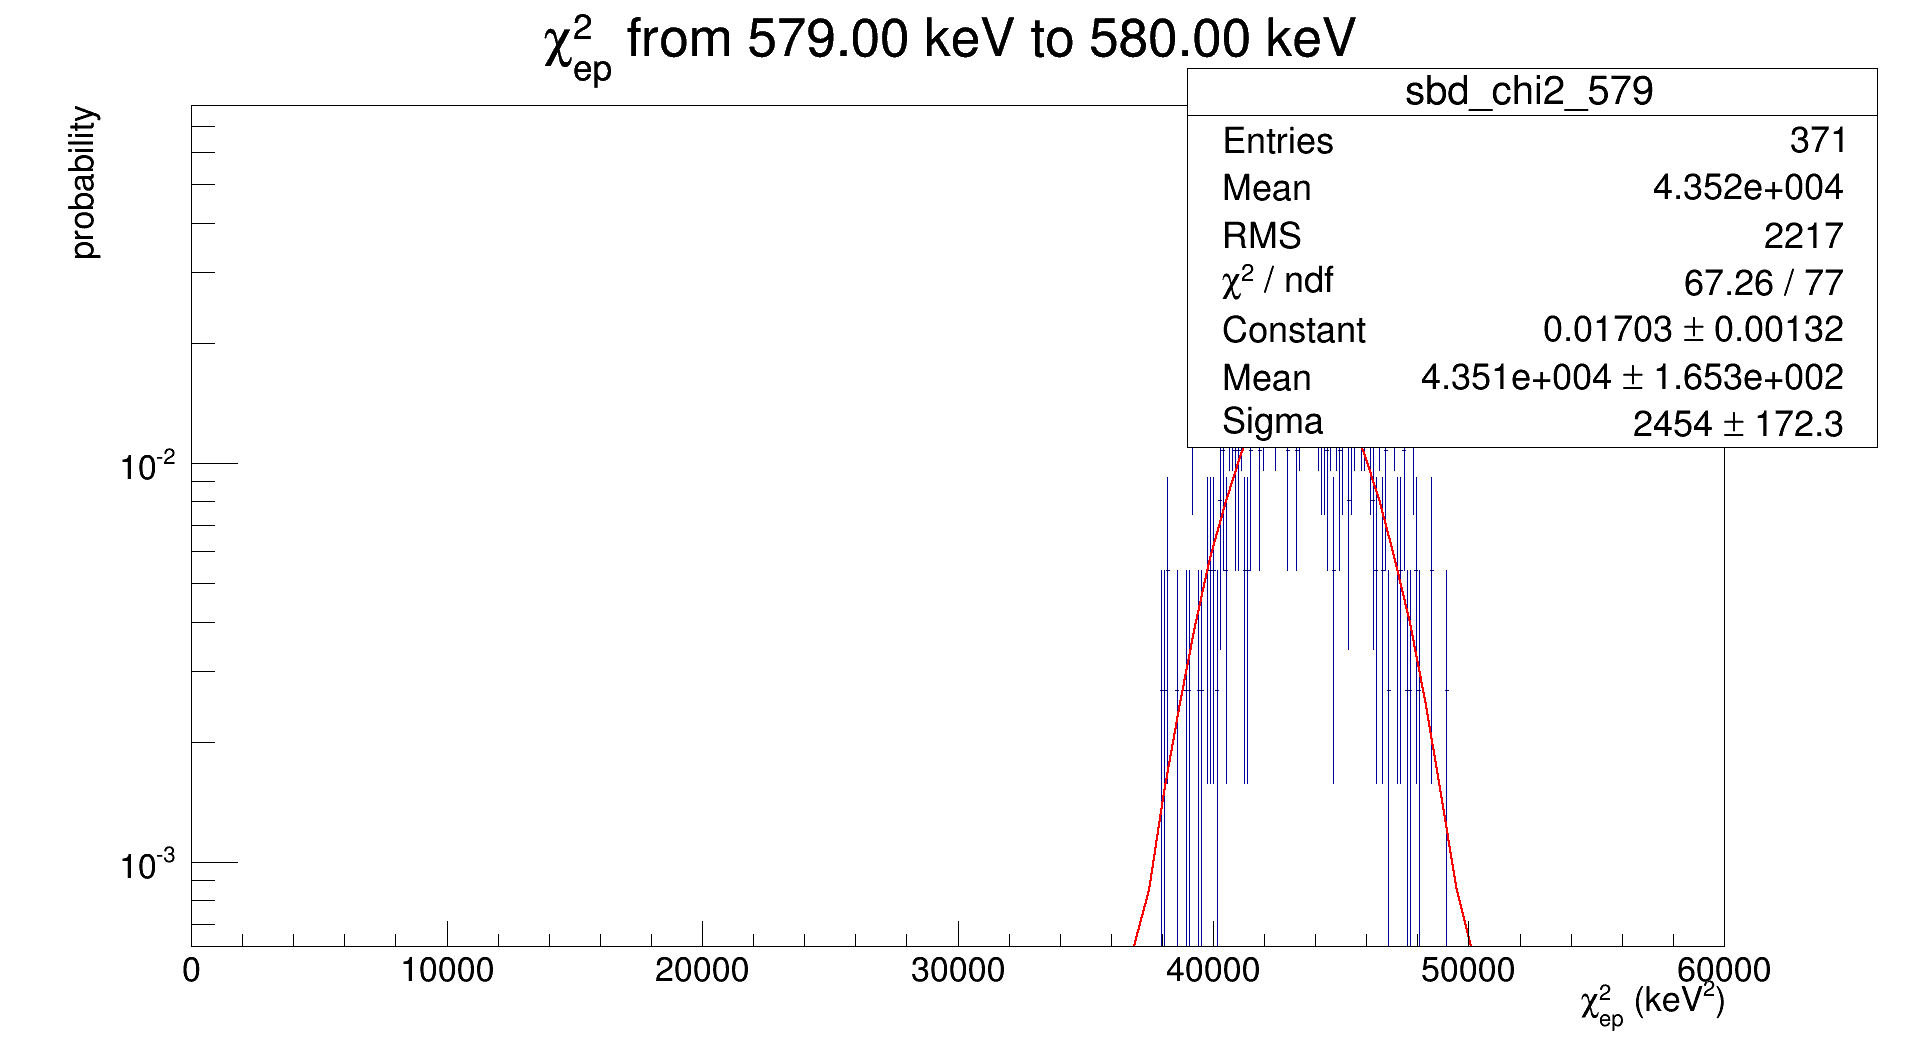 χ²ep from 579.00 keV to 580.00 keV
probability
sbd_chi2_579
Entries 371
Mean 4.352e+004
RMS 2217
χ² / ndf 67.26 / 77
Constant 0.01703 ± 0.00132
Mean 4.351e+004 ± 1.653e+002
Sigma 2454 ± 172.3
10⁻²
10⁻³
0 10000 20000 30000 40000 50000 60000
χ²ep (keV²)